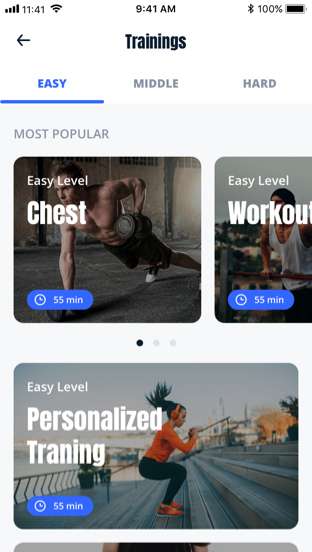 11:41 9:41 AM 100%
Trainings
EASY MIDDLE HARD
MOST POPULAR
Easy Level Easy Level
Chest Workout
55 min 55 min
Easy Level
Personalized
Traning
55 min